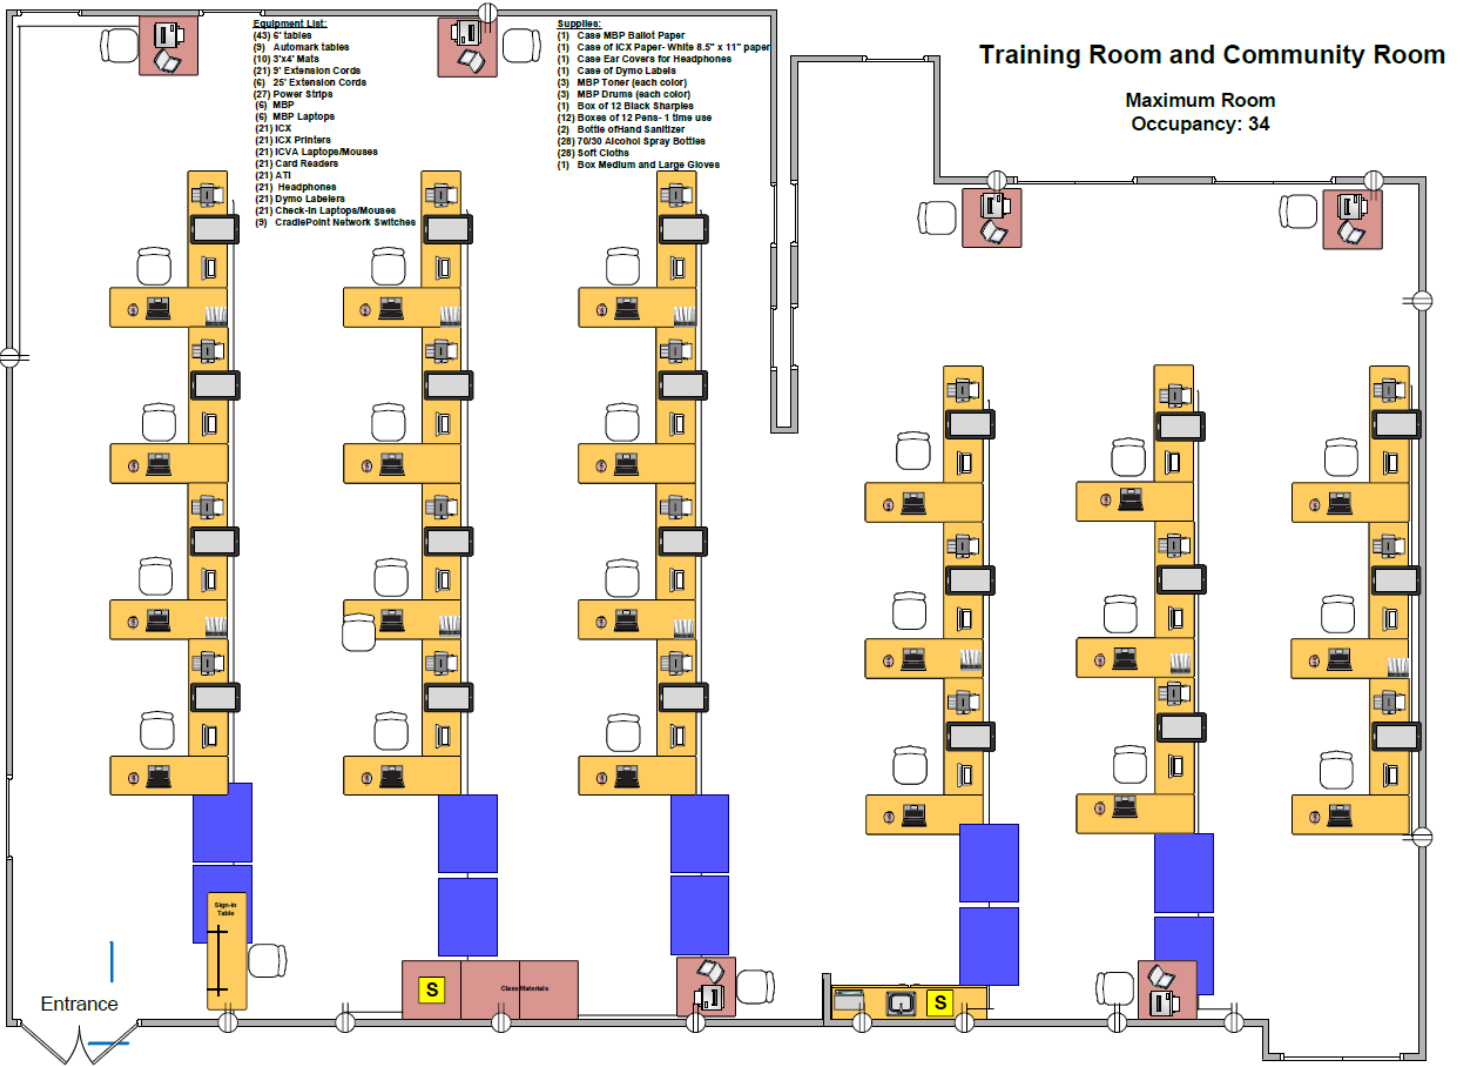 Training Room and Community Room
Maximum Room
Occupancy: 34
Equipment List:
(43) 6' tables
(9) Automark tables
(10) 3'x4' Mats
(21) 9' Extension Cords
(6) 25' Extension Cords
(27) Power Strips
(6) MBP
(6) MBP Laptops
(21) ICX
(21) ICX Printers
(21) ICVA Laptops/Mouses
(21) Card Readers
(21) ATI
(21) Headphones
(21) Dymo Labelers
(21) Check-In Laptops/Mouses
(9) CradlePoint Network Switches
Supplies:
(1) Case MBP Ballot Paper
(1) Case of ICX Paper- White 8.5" x 11" paper
(1) Case Ear Covers for Headphones
(1) Case of Dymo Labels
(3) MBP Toner (each color)
(3) MBP Drums (each color)
(1) Box of 12 Black Sharpies
(12) Boxes of 12 Pens- 1 time use
(2) Bottle ofHand Sanitizer
(28) 70/30 Alcohol Spray Bottles
(28) Soft Cloths
(1) Box Medium and Large Gloves
Sign-in
Table
Entrance
S
Class Materials
S